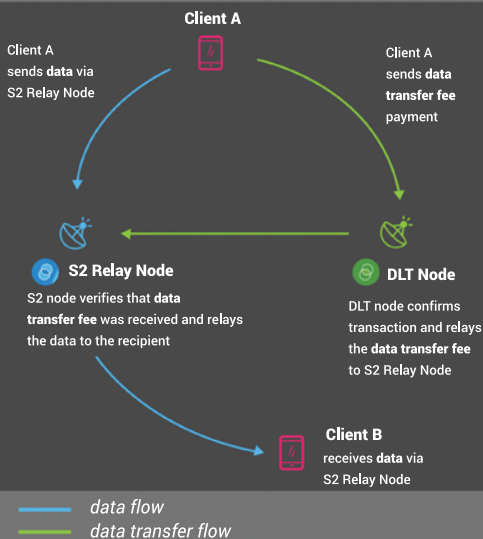 Client A
Client A
sends data via
S2 Relay Node
Client A
sends data
transfer fee
payment
S2 Relay Node
S2 node verifies that data
transfer fee was received and relays
the data to the recipient
DLT Node
DLT node confirms
transaction and relays
the data transfer fee
to S2 Relay Node
Client B
receives data via
S2 Relay Node
data flow
data transfer flow